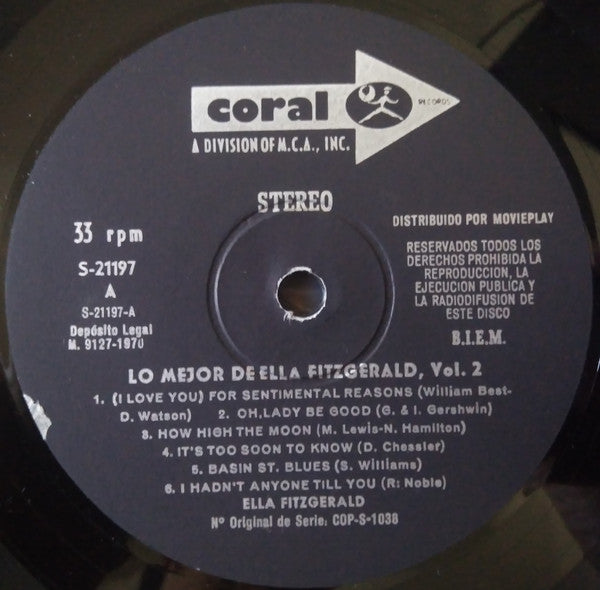 coral
RECORDS
A DIVISION OF M.C.A., INC.
STEREO
33 rpm
S-21197
A
S-21197-A
Depósito Legal
M. 9127-1970
DISTRIBUIDO POR MOVIEPLAY
RESERVADOS TODOS LOS
DERECHOS PROHIBIDA LA
REPRODUCCION, LA
EJECUCION PUBLICA Y
LA RADIODIFUSION DE
ESTE DISCO
B.I.E.M.
LO MEJOR DE ELLA FITZGERALD, Vol. 2
1. (I LOVE YOU) FOR SENTIMENTAL REASONS (William Best-
D. Watson) 2. OH, LADY BE GOOD (G. & I. Gershwin)
3. HOW HIGH THE MOON (M. Lewis-N. Hamilton)
4. IT'S TOO SOON TO KNOW (D. Chessler)
5. BASIN ST. BLUES (S. Williams)
6. I HADN'T ANYONE TILL YOU (R: Noble)
ELLA FITZGERALD
Nº Original de Serie: COP-S-1038